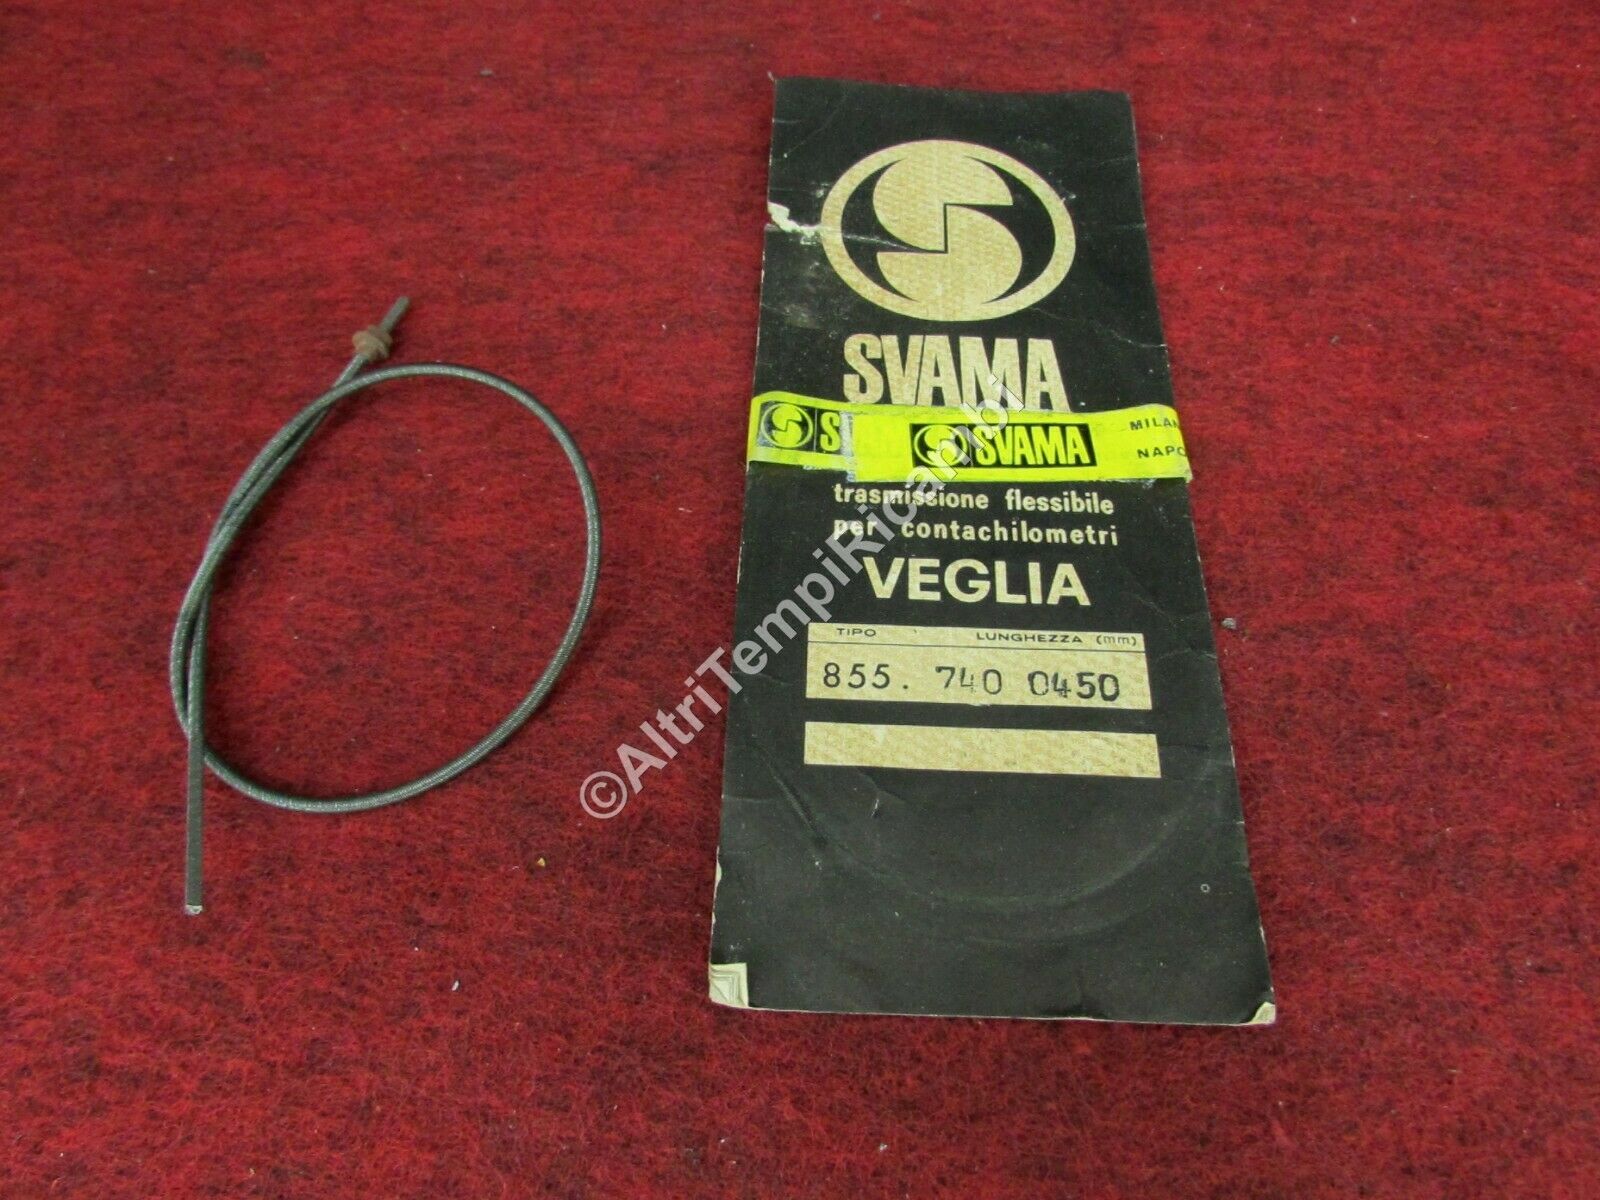 SVAMA
SVAMA
MILAN
NAPO
trasmissione flessibile
per contachilometri
VEGLIA
TIPO LUNGHEZZA (mm)
855. 740 0450
©AltriTempiRicambi